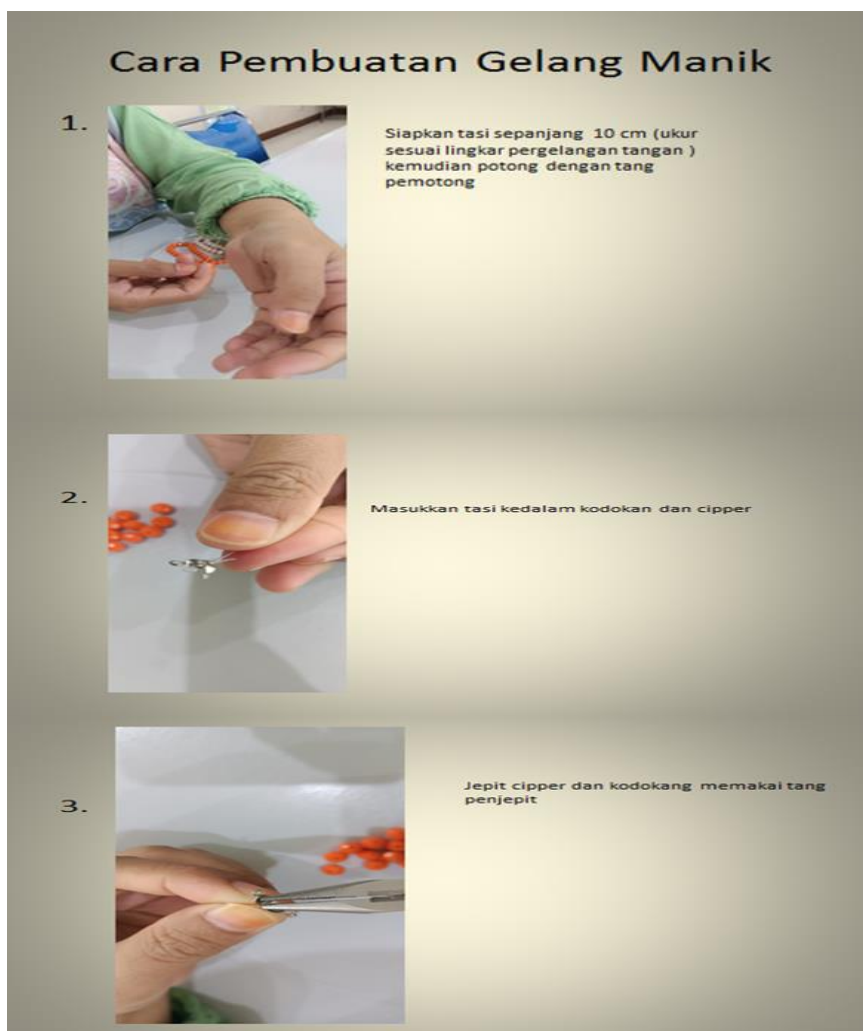 Cara Pembuatan Gelang Manik
1.
Siapkan tasi sepanjang 10 cm (ukur
sesuai lingkar pergelangan tangan )
kemudian potong dengan tang
pemotong
2.
Masukkan tasi kedalam kodokan dan cipper
3.
Jepit cipper dan kodokang memakai tang
penjepit